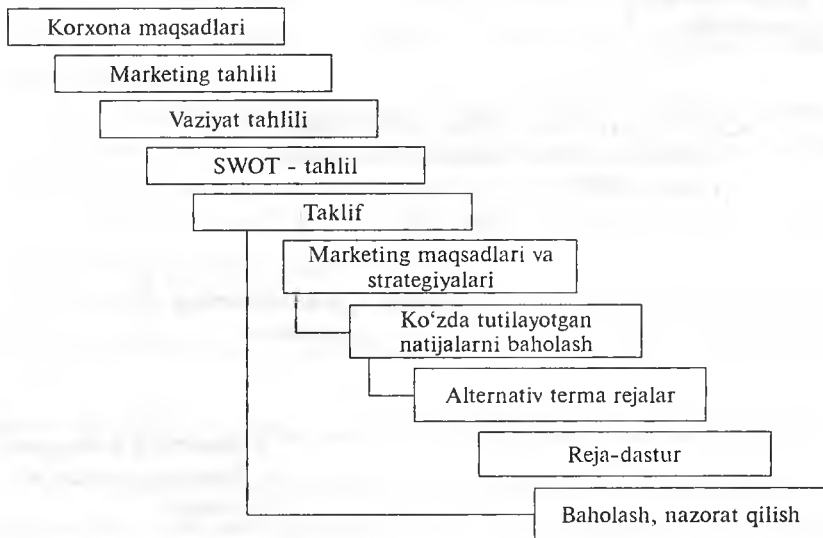 Korxona maqsadlari
Marketing tahlili
Vaziyat tahlili
SWOT - tahlil
Taklif
Marketing maqsadlari va
strategiyalari
Ko‘zda tutilayotgan
natijalarni baholash
Alternativ terma rejalar
Reja-dastur
Baholash, nazorat qilish